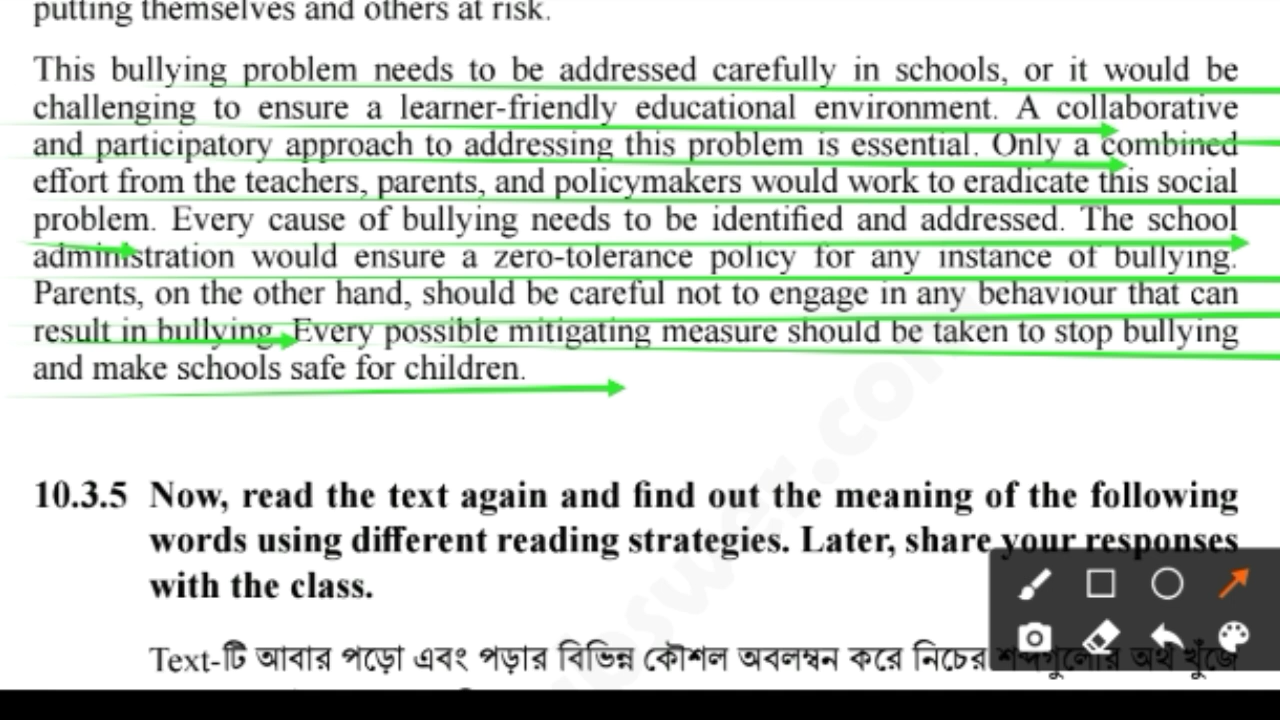 putting themselves and others at risk.
This bullying problem needs to be addressed carefully in schools, or it would be
challenging to ensure a learner-friendly educational environment. A collaborative
and participatory approach to addressing this problem is essential. Only a combined
effort from the teachers, parents, and policymakers would work to eradicate this social
problem. Every cause of bullying needs to be identified and addressed. The school
administration would ensure a zero-tolerance policy for any instance of bullying.
Parents, on the other hand, should be careful not to engage in any behaviour that can
result in bullying. Every possible mitigating measure should be taken to stop bullying
and make schools safe for children.
10.3.5 Now, read the text again and find out the meaning of the following
words using different reading strategies. Later, share your responses
with the class.
Text-টি আবার পড়ো এবং পড়ার বিভিন্ন কৌশল অবলম্বন করে নিচের শব্দগুলোর অর্থ খুঁজে